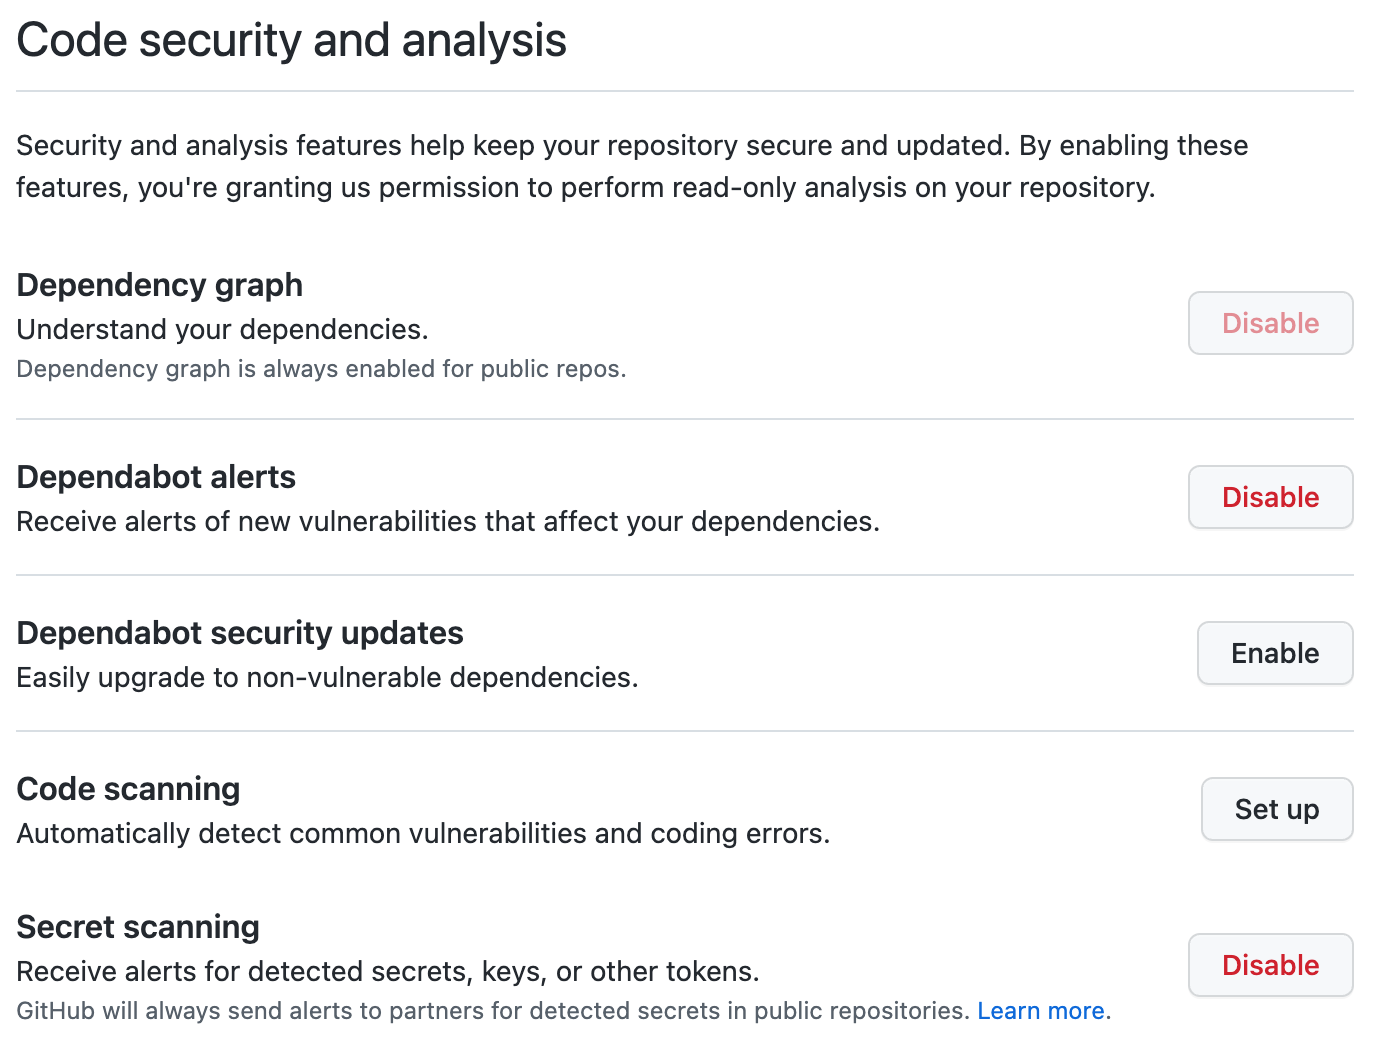 Code security and analysis
Security and analysis features help keep your repository secure and updated. By enabling these
features, you're granting us permission to perform read-only analysis on your repository.
Dependency graph
Understand your dependencies.
Dependency graph is always enabled for public repos.
Disable
Dependabot alerts
Receive alerts of new vulnerabilities that affect your dependencies.
Disable
Dependabot security updates
Easily upgrade to non-vulnerable dependencies.
Enable
Code scanning
Automatically detect common vulnerabilities and coding errors.
Set up
Secret scanning
Receive alerts for detected secrets, keys, or other tokens.
GitHub will always send alerts to partners for detected secrets in public repositories. Learn more.
Disable